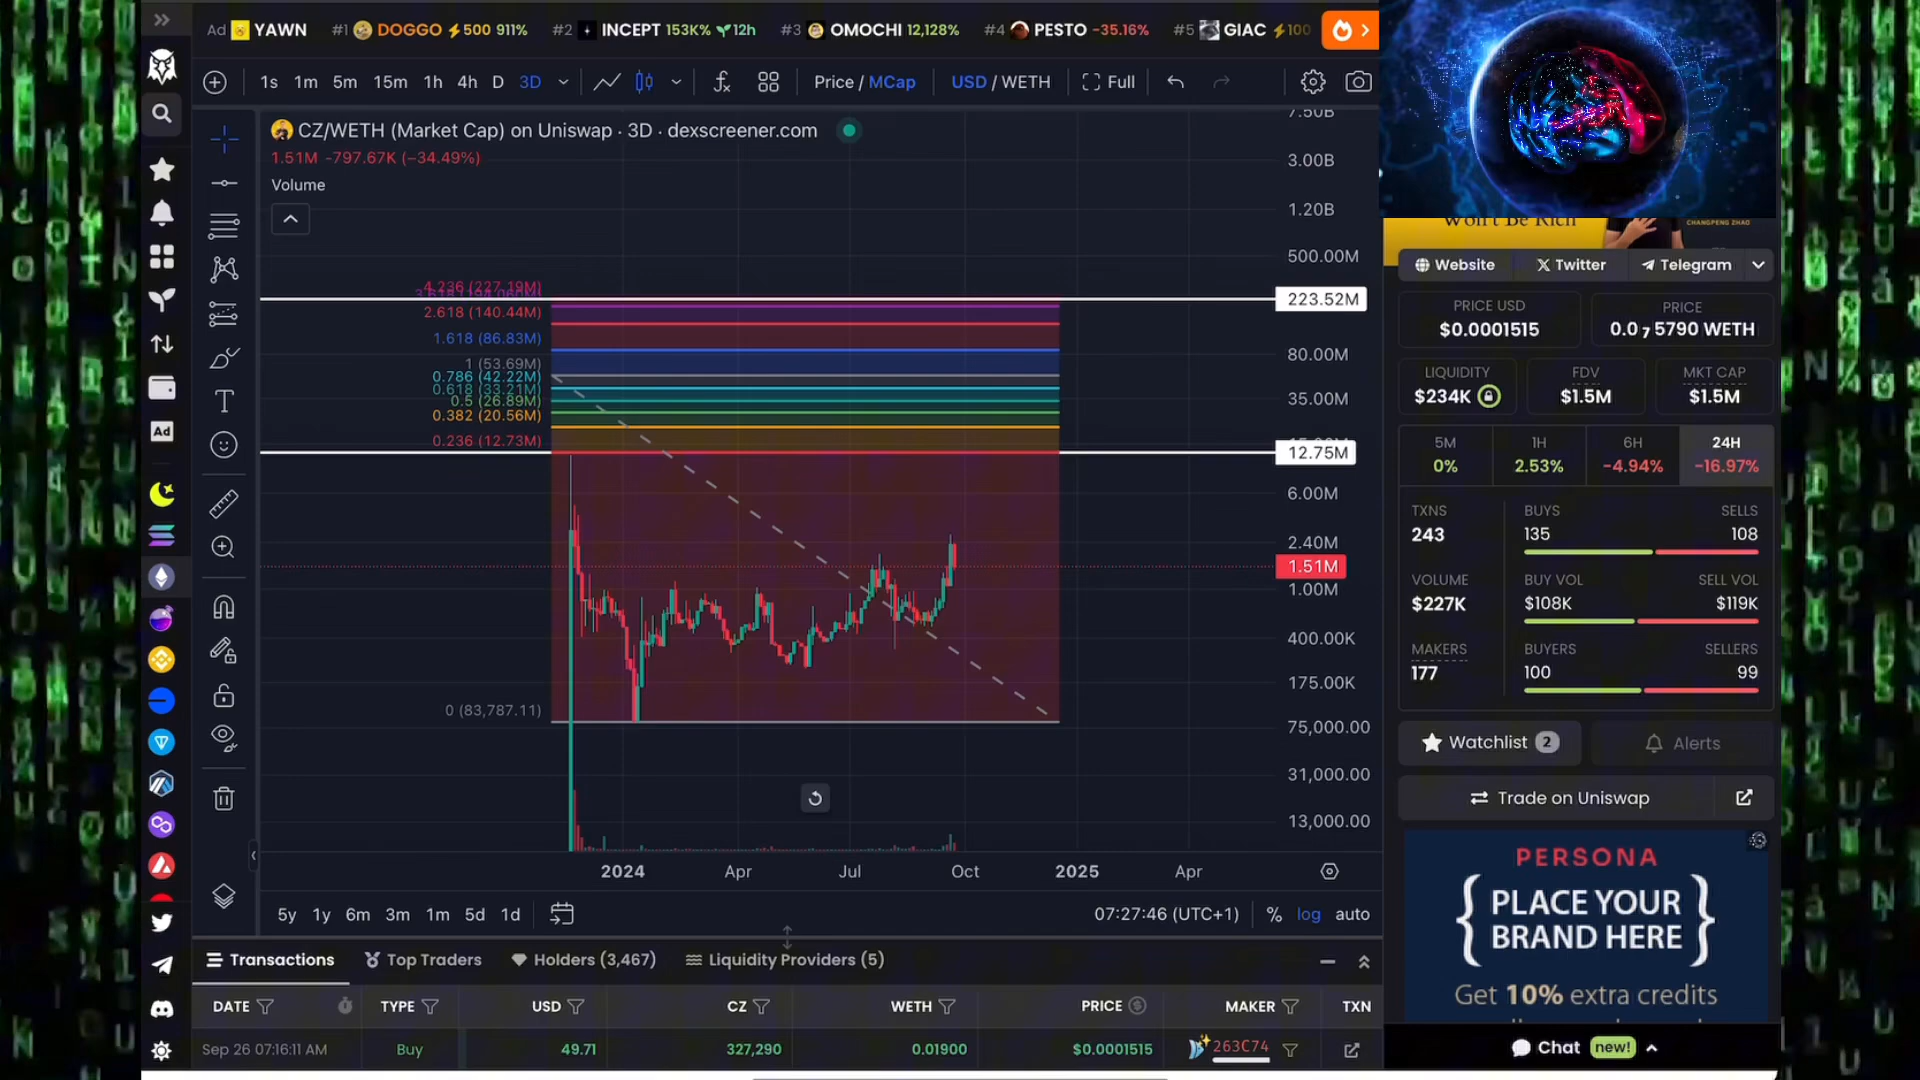 Ad YAWN #1 DOGGO 500 911% #2 INCEPT 153K% 12h #3 OMOCHI 12,128% #4 PESTO -35.16% #5 GIAC 100
1s 1m 5m 15m 1h 4h D 3D Price / MCap USD / WETH Full
CZ/WETH (Market Cap) on Uniswap · 3D · dexscreener.com
1.51M -797.67K (−34.49%)
Volume
7.50B
3.00B
1.20B
500.00M
223.52M
80.00M
35.00M
12.75M
6.00M
2.40M
1.51M
1.00M
400.00K
175.00K
75,000.00
31,000.00
13,000.00
4.236 (227.19M)
2.618 (140.44M)
1.618 (86.83M)
1 (53.69M)
0.786 (42.22M)
0.618 (33.21M)
0.5 (26.89M)
0.382 (20.56M)
0.236 (12.73M)
0 (83,787.11)
2024 Apr Jul Oct 2025 Apr
5y 1y 6m 3m 1m 5d 1d 07:27:46 (UTC+1) % log auto
Ad
Transactions Top Traders Holders (3,467) Liquidity Providers (5)
DATE TYPE USD CZ WETH PRICE MAKER TXN
Sep 26 07:16:11 AM Buy 49.71 327,290 0.01900 $0.0001515 263C74
Won't Be Rich
CHANGPENG ZHAO
Website Twitter Telegram
PRICE USD PRICE
$0.0001515 0.0₇5790 WETH
LIQUIDITY FDV MKT CAP
$234K $1.5M $1.5M
5M 1H 6H 24H
0% 2.53% -4.94% -16.97%
TXNS BUYS SELLS
243 135 108
VOLUME BUY VOL SELL VOL
$227K $108K $119K
MAKERS BUYERS SELLERS
177 100 99
Watchlist 2 Alerts
Trade on Uniswap
PERSONA
{ PLACE YOUR
BRAND HERE }
Get 10% extra credits
Chat new!